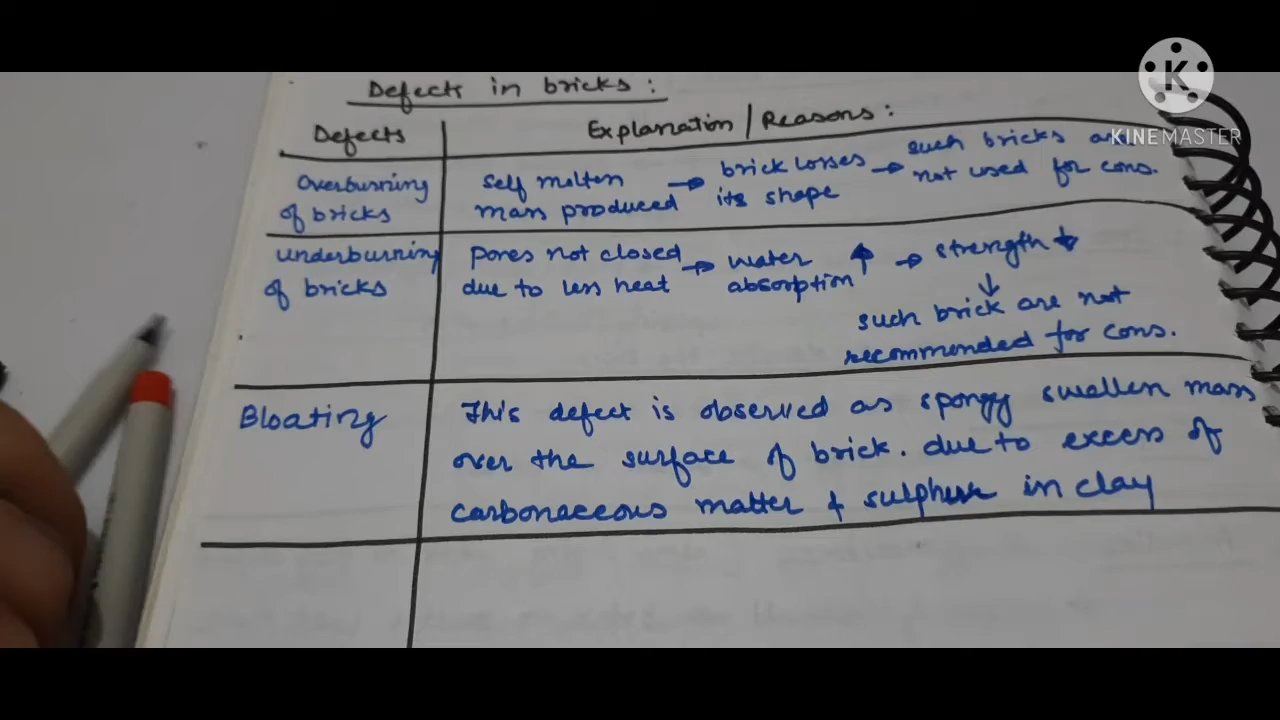 K
KINEMASTER
Defects in bricks :
Defects
Explanation / Reasons :
Overburning
of bricks
Self molten
mass produced → brick losses
its shape → such bricks are
not used for cons.
underburning
of bricks
Pores not closed
due to less heat → water
absorption ↑ → strength ↓
↓
such brick are not
recommended for cons.
Bloating
This defect is observed as spongy swollen mass
over the surface of brick. due to excess of
carbonaceous matter & sulphur in clay